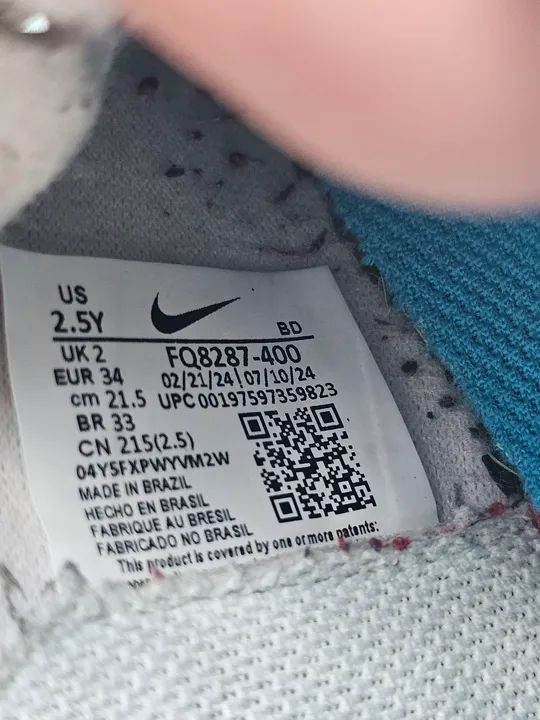 US
2.5Y BD
UK 2 FQ8287-400
EUR 34 02/21/24 07/10/24
cm 21.5 UPC 00197597359823
BR 33
CN 215(2.5)
04Y5FXPWYVM2W
MADE IN BRAZIL
HECHO EN BRASIL
FABRIQUE AU BRESIL
FABRICADO NO BRASIL
This product is covered by one or more patents: